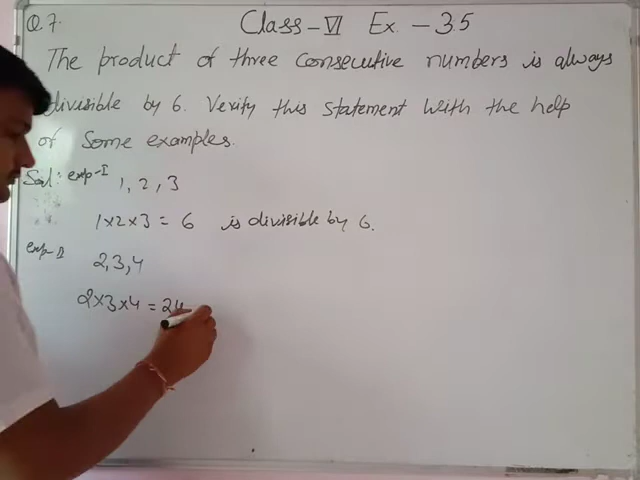 Q 7. Class - VI Ex. - 35
The product of three consecutive numbers is always
divisible by 6. Verify this statement with the help
of some examples.
Sol: exp-I 1, 2, 3
1×2×3 = 6 is divisible by 6.
exp-II 2,3,4
2×3×4 = 24